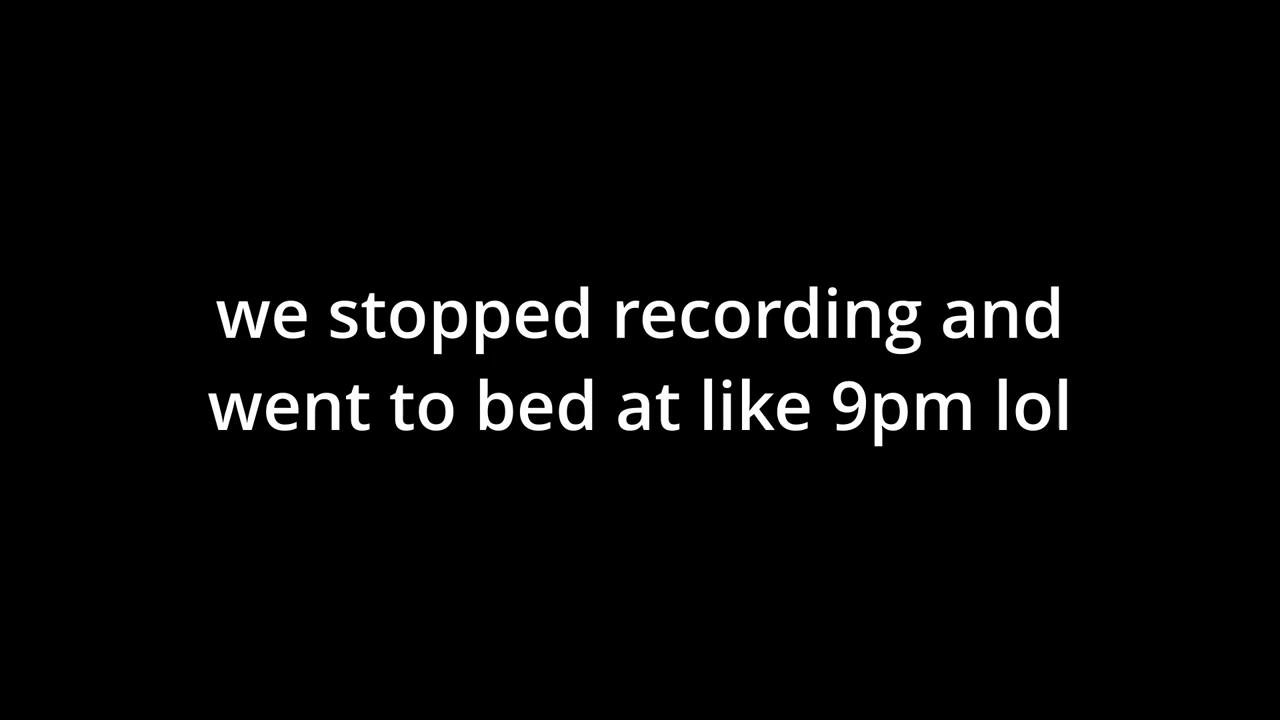 we stopped recording and
went to bed at like 9pm lol